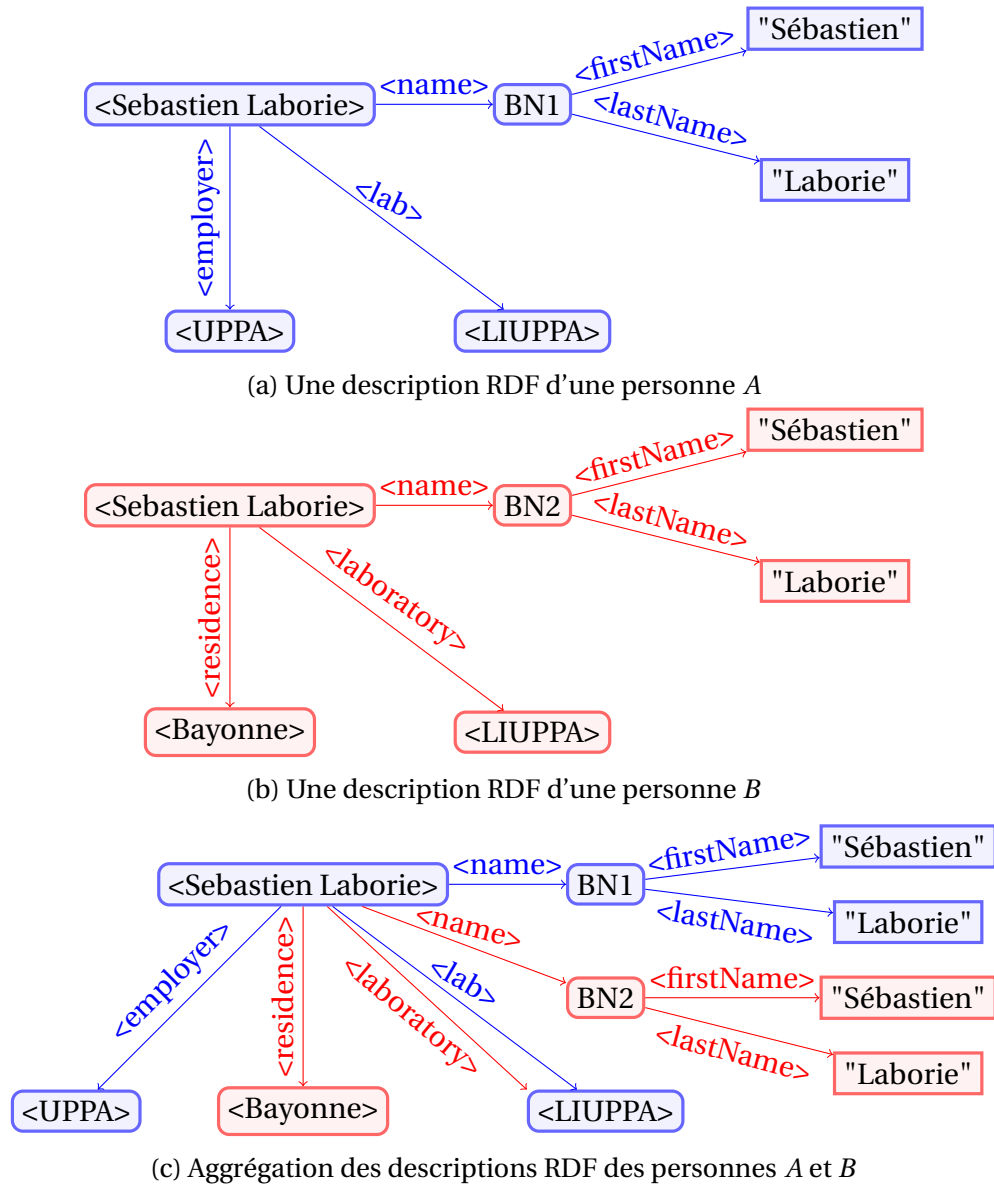 "Sébastien"
<firstName>
<name>
<Sebastien Laborie>
BN1
<lastName>
"Laborie"
<employer>
<lab>
<UPPA>
<LIUPPA>
(a) Une description RDF d'une personne A
"Sébastien"
<firstName>
<name>
<Sebastien Laborie>
BN2
<lastName>
"Laborie"
<residence>
<laboratory>
<Bayonne>
<LIUPPA>
(b) Une description RDF d'une personne B
"Sébastien"
<firstName>
<name>
<Sebastien Laborie>
BN1
<lastName>
"Laborie"
<name>
<firstName>
BN2
"Sébastien"
<lastName>
"Laborie"
<employer>
<residence>
<laboratory>
<lab>
<UPPA>
<Bayonne>
<LIUPPA>
(c) Aggrégation des descriptions RDF des personnes A et B